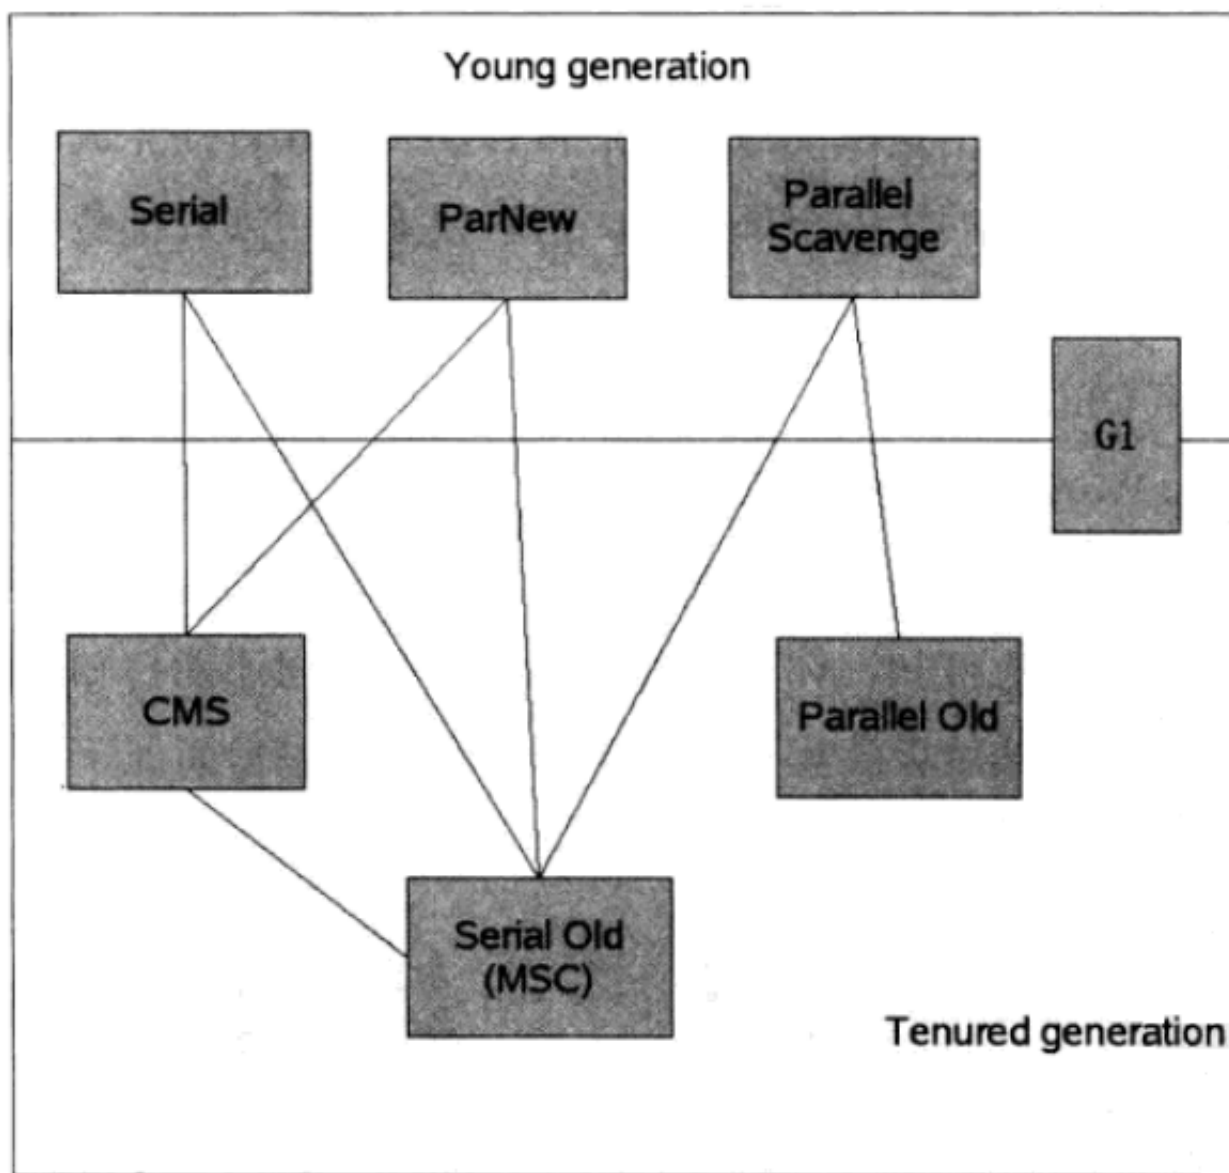 Young generation
Serial
ParNew
Parallel
Scavenge
G1
CMS
Parallel Old
Serial Old
(MSC)
Tenured generation